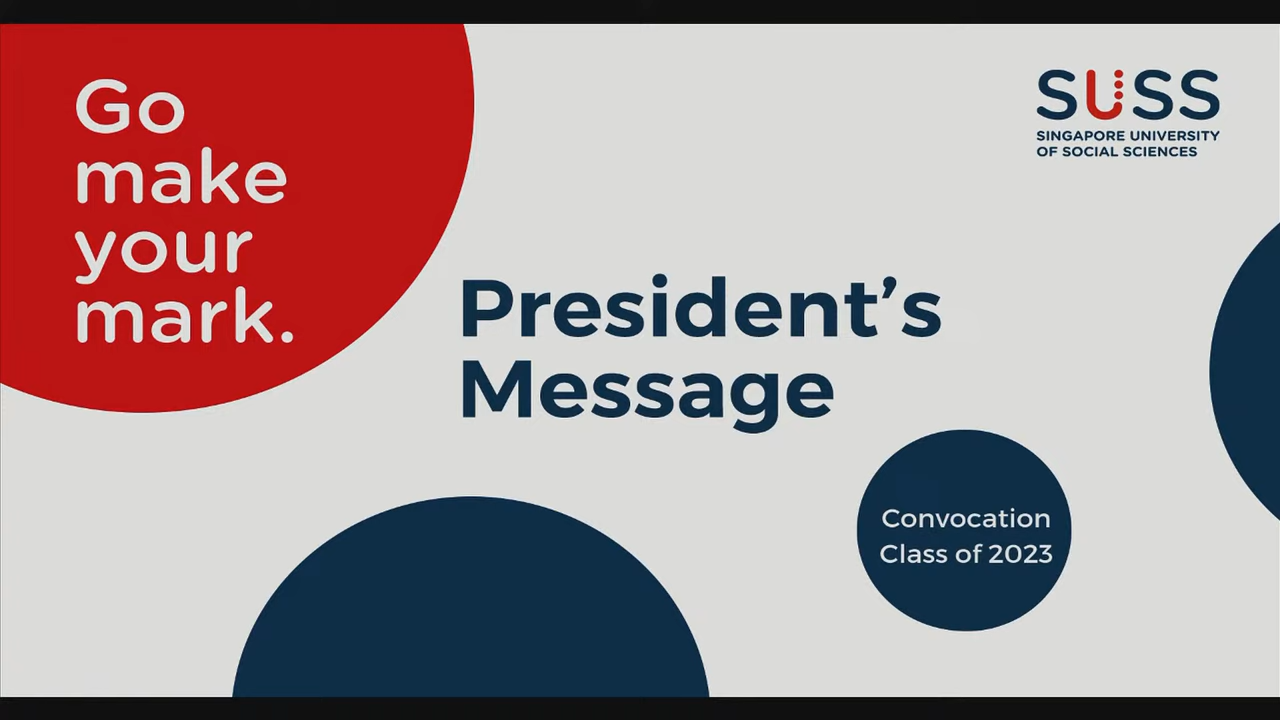 Go
make
your
mark.
SUSS
SINGAPORE UNIVERSITY
OF SOCIAL SCIENCES
President’s
Message
Convocation
Class of 2023